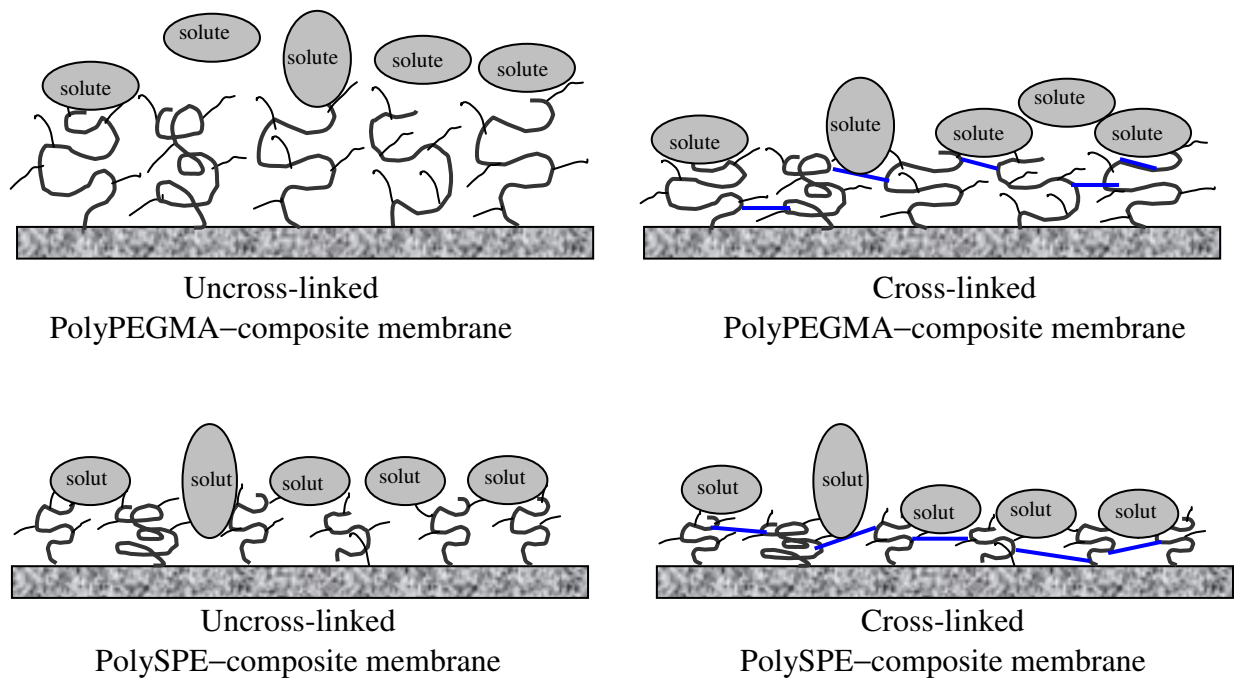 solute
solute
solute
solute
solute
Uncross-linked
PolyPEGMA–composite membrane
solute
solute
solute
solute
solute
Cross-linked
PolyPEGMA–composite membrane
solut
solut
solut
solut
solut
Uncross-linked
PolySPE–composite membrane
solut
solut
solut
solut
solut
Cross-linked
PolySPE–composite membrane